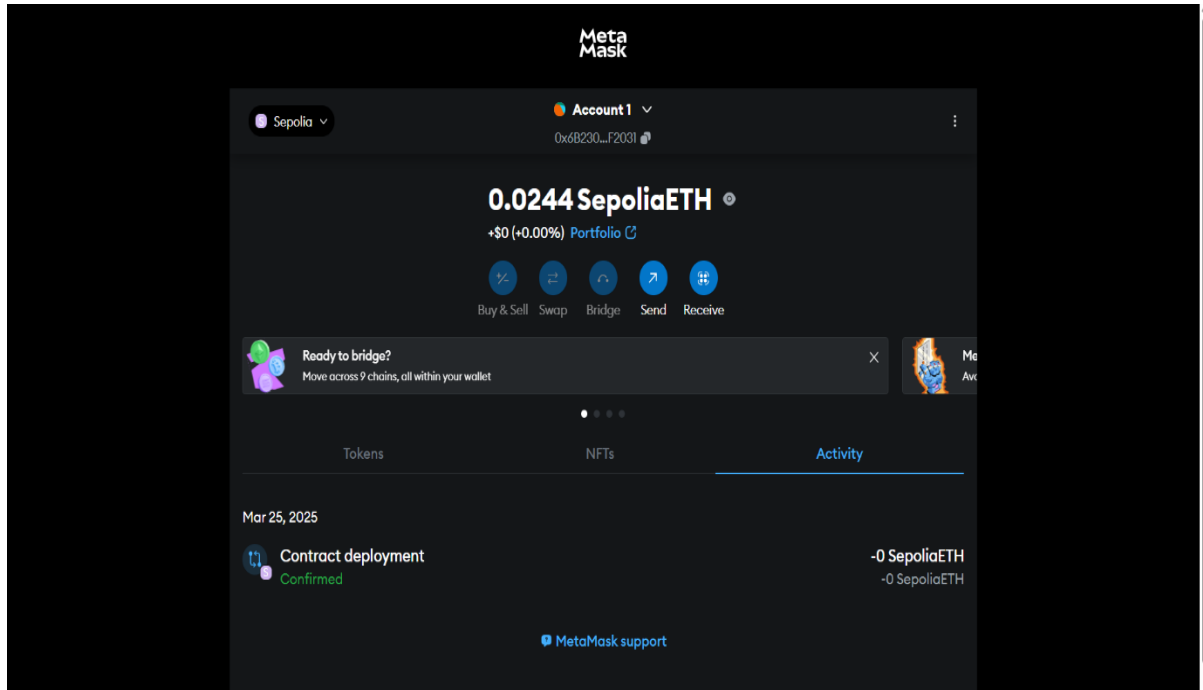 Meta
Mask
Sepolia
Account 1
0x6B230...F2031
0.0244 SepoliaETH
+$0 (+0.00%) Portfolio
Buy & Sell Swap Bridge Send Receive
Ready to bridge?
Move across 9 chains, all within your wallet
Me
Avo
Tokens NFTs Activity
Mar 25, 2025
Contract deployment -0 SepoliaETH
Confirmed -0 SepoliaETH
MetaMask support